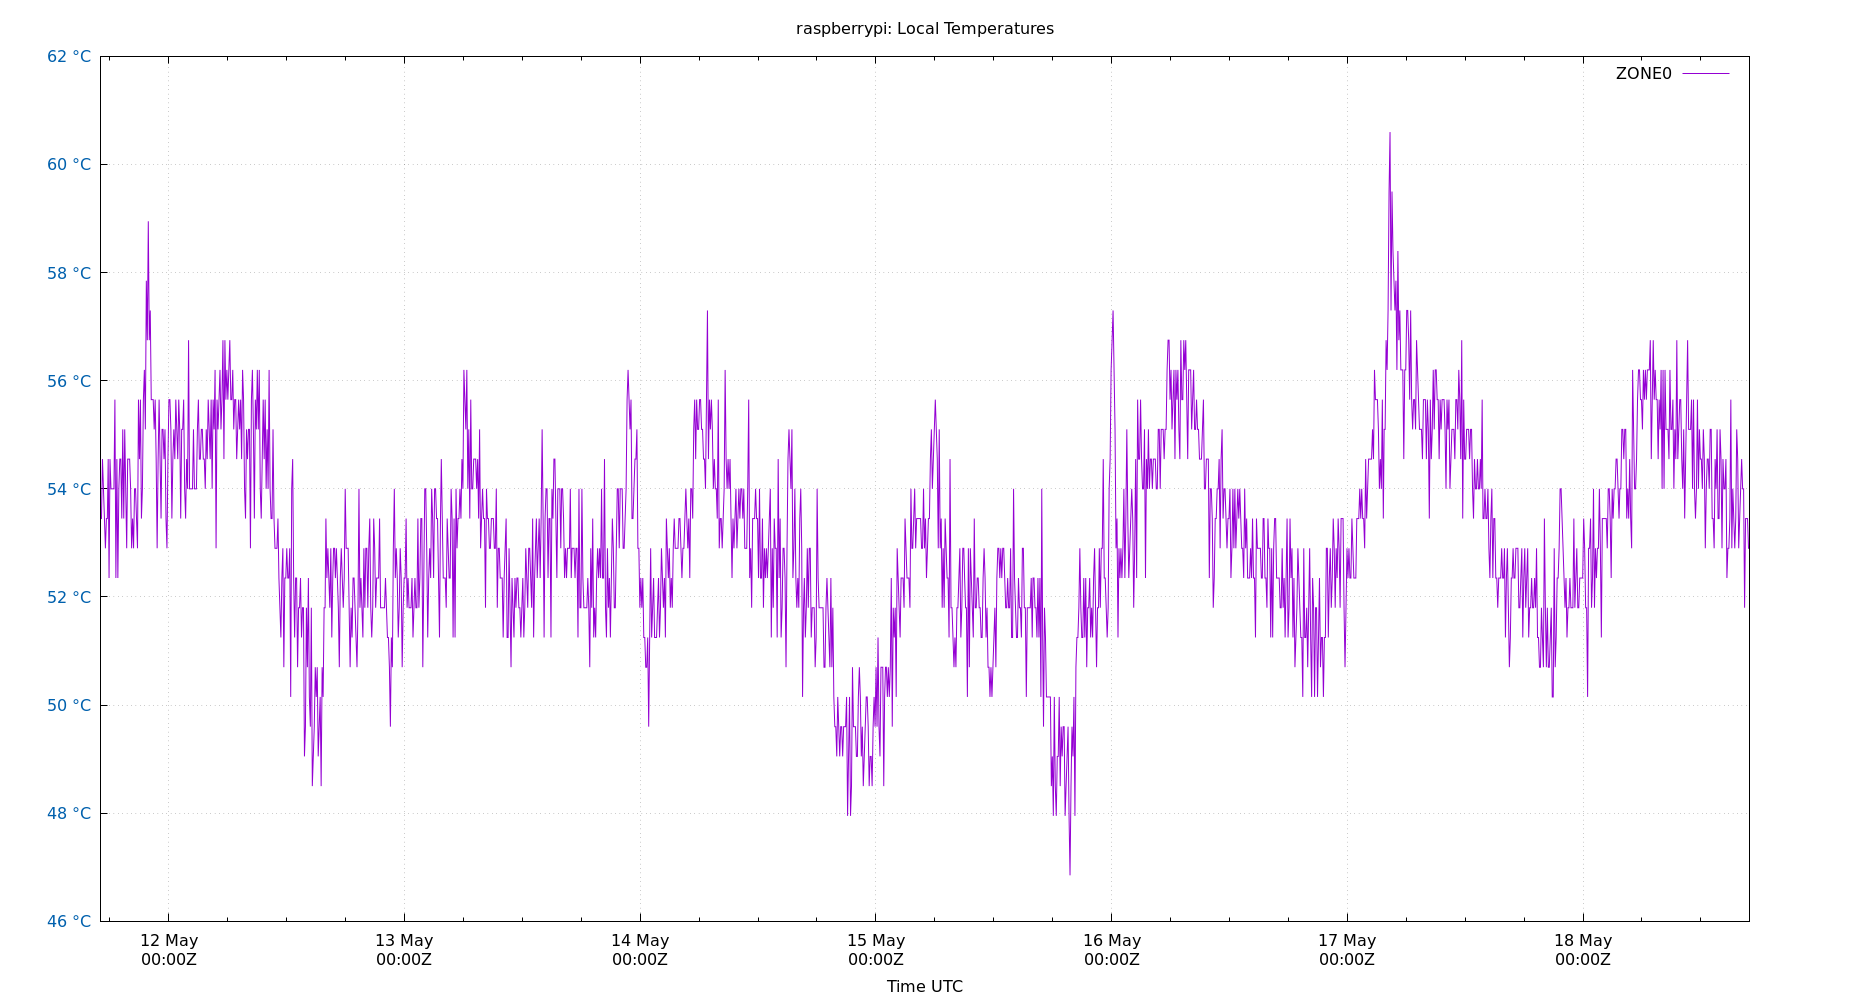 raspberrypi: Local Temperatures
62 °C
ZONE0
60 °C
58 °C
56 °C
54 °C
52 °C
50 °C
48 °C
46 °C
12 May 13 May 14 May 15 May 16 May 17 May 18 May
00:00Z 00:00Z 00:00Z 00:00Z 00:00Z 00:00Z 00:00Z
Time UTC